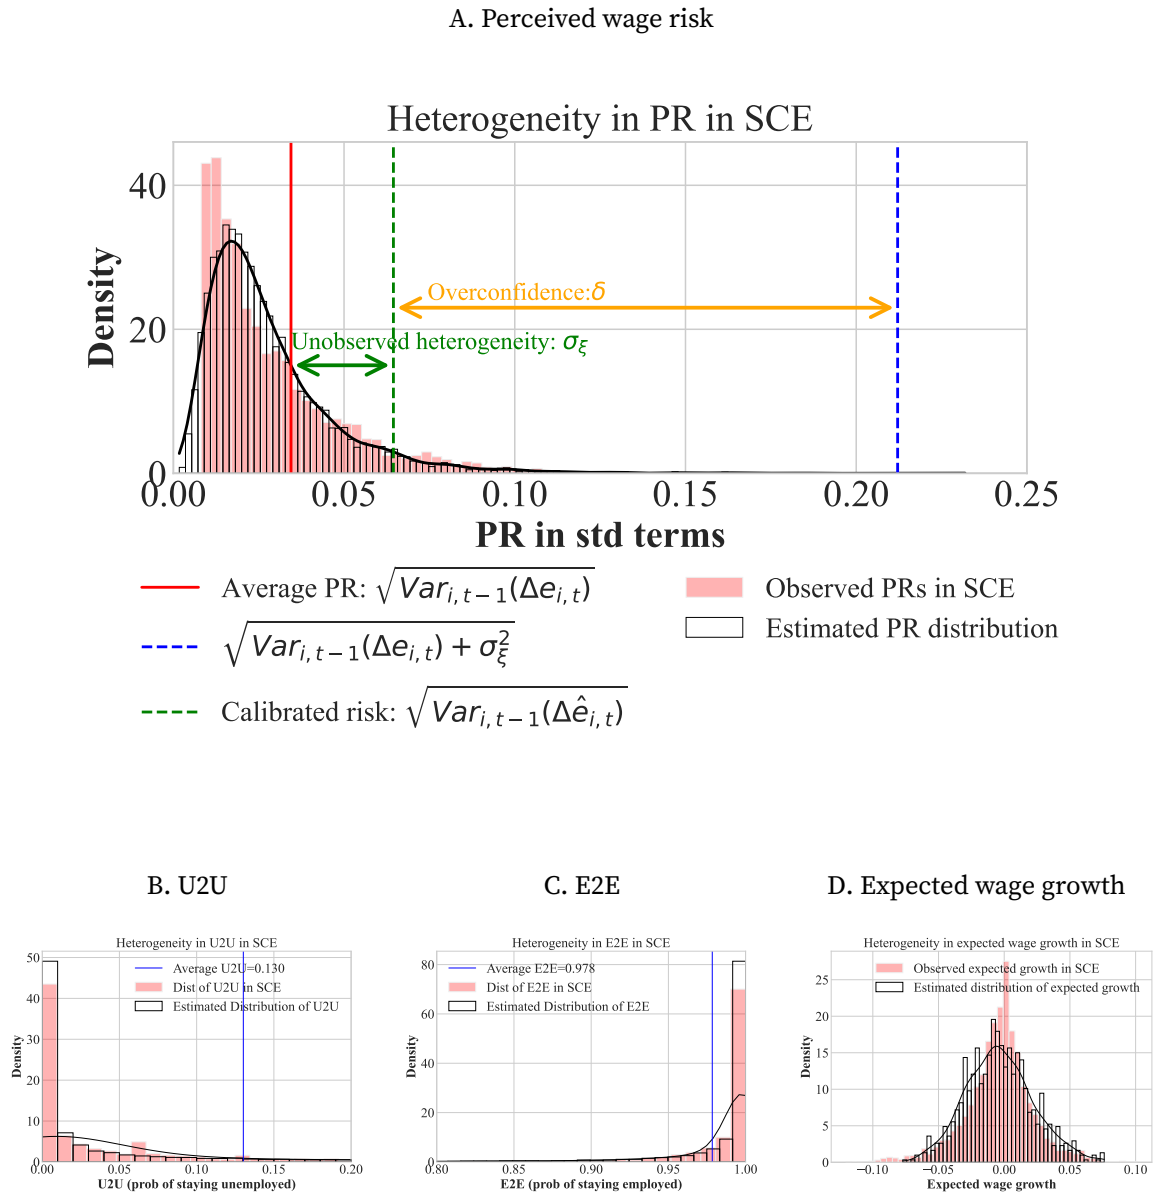 A. Perceived wage risk
Heterogeneity in PR in SCE
Density
40
20
0
Overconfidence:δ
Unobserved heterogeneity: σ_ξ
0.00 0.05 0.10 0.15 0.20 0.25
PR in std terms
Average PR: √Var_{i,t−1}(Δe_{i,t})
√Var_{i,t−1}(Δe_{i,t}) + σ_ξ^2
Calibrated risk: √Var_{i,t−1}(Δê_{i,t})
Observed PRs in SCE
Estimated PR distribution
B. U2U
Heterogeneity in U2U in SCE
Density
50
40
30
20
10
0
Average U2U=0.130
Dist of U2U in SCE
Estimated Distribution of U2U
0.00 0.05 0.10 0.15 0.20
U2U (prob of staying unemployed)
C. E2E
Heterogeneity in E2E in SCE
Density
80
60
40
20
0
Average E2E=0.978
Dist of E2E in SCE
Estimated Distribution of E2E
0.80 0.85 0.90 0.95 1.00
E2E (prob of staying employed)
D. Expected wage growth
Heterogeneity in expected wage growth in SCE
Density
25
20
15
10
5
0
Observed expected growth in SCE
Estimated distribution of expected growth
−0.10 −0.05 0.00 0.05 0.10
Expected wage growth